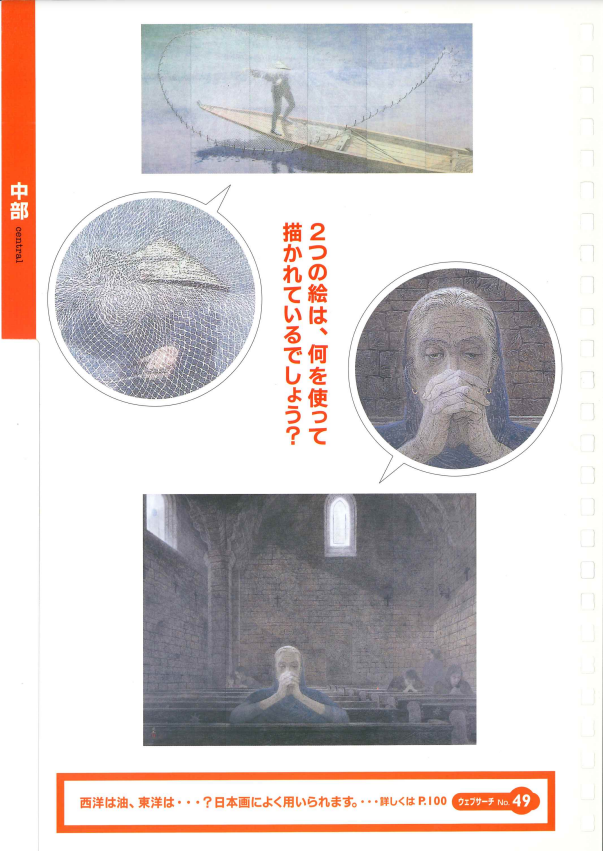 中部
central
2つの絵は、何を使って
描かれているでしょう?
西洋は油、東洋は・・・?日本画によく用いられます。・・・詳しくは P.100 ウェブサーチ No. 49